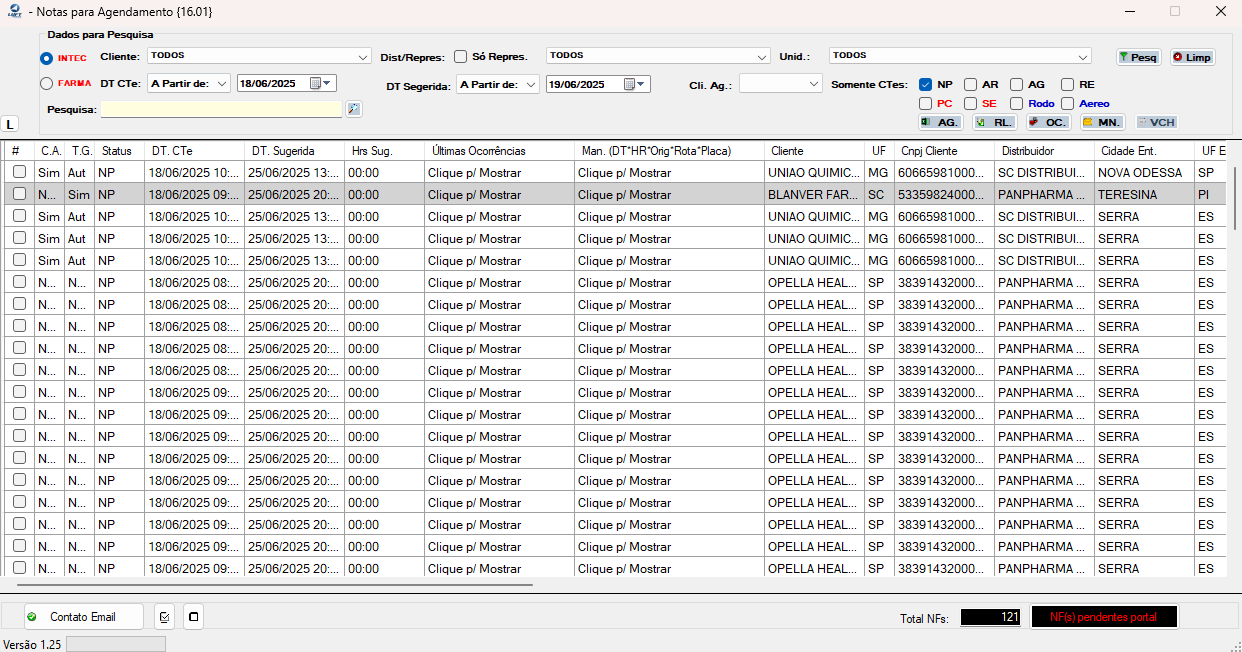 - Notas para Agendamento {16.01}
Dados para Pesquisa
INTEC Cliente: TODOS Dist/Repres: Só Repres. TODOS Unid.: TODOS Pesq Limp
FARMA DT CTe: A Partir de: 18/06/2025 DT Segerida: A Partir de: 19/06/2025 Cli. Ag.: Somente CTes: NP AR AG RE
PC SE Rodo Aereo
Pesquisa:
L AG. RL. OC. MN. VCH
# C.A. T.G. Status DT. CTe DT. Sugerida Hrs Sug. Últimas Ocorrências Man. (DT*HR*Orig*Rota*Placa) Cliente UF Cnpj Cliente Distribuidor Cidade Ent. UF E
Sim Aut NP 18/06/2025 10:... 25/06/2025 13:... 00:00 Clique p/ Mostrar Clique p/ Mostrar UNIAO QUIMIC... MG 60665981000... SC DISTRIBUI... NOVA ODESSA SP
N... Sim NP 18/06/2025 09:... 25/06/2025 20:... 00:00 Clique p/ Mostrar Clique p/ Mostrar BLANVER FAR... SC 53359824000... PANPHARMA ... TERESINA PI
Sim Aut NP 18/06/2025 10:... 25/06/2025 13:... 00:00 Clique p/ Mostrar Clique p/ Mostrar UNIAO QUIMIC... MG 60665981000... SC DISTRIBUI... SERRA ES
Sim Aut NP 18/06/2025 10:... 25/06/2025 13:... 00:00 Clique p/ Mostrar Clique p/ Mostrar UNIAO QUIMIC... MG 60665981000... SC DISTRIBUI... SERRA ES
Sim Aut NP 18/06/2025 10:... 25/06/2025 13:... 00:00 Clique p/ Mostrar Clique p/ Mostrar UNIAO QUIMIC... MG 60665981000... SC DISTRIBUI... SERRA ES
N... N... NP 18/06/2025 08:... 25/06/2025 20:... 00:00 Clique p/ Mostrar Clique p/ Mostrar OPELLA HEAL... SP 38391432000... PANPHARMA ... SERRA ES
N... N... NP 18/06/2025 08:... 25/06/2025 20:... 00:00 Clique p/ Mostrar Clique p/ Mostrar OPELLA HEAL... SP 38391432000... PANPHARMA ... SERRA ES
N... N... NP 18/06/2025 08:... 25/06/2025 20:... 00:00 Clique p/ Mostrar Clique p/ Mostrar OPELLA HEAL... SP 38391432000... PANPHARMA ... SERRA ES
N... N... NP 18/06/2025 08:... 25/06/2025 20:... 00:00 Clique p/ Mostrar Clique p/ Mostrar OPELLA HEAL... SP 38391432000... PANPHARMA ... SERRA ES
N... N... NP 18/06/2025 08:... 25/06/2025 20:... 00:00 Clique p/ Mostrar Clique p/ Mostrar OPELLA HEAL... SP 38391432000... PANPHARMA ... SERRA ES
N... N... NP 18/06/2025 09:... 25/06/2025 20:... 00:00 Clique p/ Mostrar Clique p/ Mostrar OPELLA HEAL... SP 38391432000... PANPHARMA ... SERRA ES
N... N... NP 18/06/2025 09:... 25/06/2025 20:... 00:00 Clique p/ Mostrar Clique p/ Mostrar OPELLA HEAL... SP 38391432000... PANPHARMA ... SERRA ES
N... N... NP 18/06/2025 09:... 25/06/2025 20:... 00:00 Clique p/ Mostrar Clique p/ Mostrar OPELLA HEAL... SP 38391432000... PANPHARMA ... SERRA ES
N... N... NP 18/06/2025 09:... 25/06/2025 20:... 00:00 Clique p/ Mostrar Clique p/ Mostrar OPELLA HEAL... SP 38391432000... PANPHARMA ... SERRA ES
N... N... NP 18/06/2025 09:... 25/06/2025 20:... 00:00 Clique p/ Mostrar Clique p/ Mostrar OPELLA HEAL... SP 38391432000... PANPHARMA ... SERRA ES
N... N... NP 18/06/2025 09:... 25/06/2025 20:... 00:00 Clique p/ Mostrar Clique p/ Mostrar OPELLA HEAL... SP 38391432000... PANPHARMA ... SERRA ES
N... N... NP 18/06/2025 09:... 25/06/2025 20:... 00:00 Clique p/ Mostrar Clique p/ Mostrar OPELLA HEAL... SP 38391432000... PANPHARMA ... SERRA ES
N... N... NP 18/06/2025 09:... 25/06/2025 20:... 00:00 Clique p/ Mostrar Clique p/ Mostrar OPELLA HEAL... SP 38391432000... PANPHARMA ... SERRA ES
N... N... NP 18/06/2025 09:... 25/06/2025 20:... 00:00 Clique p/ Mostrar Clique p/ Mostrar OPELLA HEAL... SP 38391432000... PANPHARMA ... SERRA ES
Contato Email Total NFs: 121 NF(s) pendentes portal
Versão 1.25